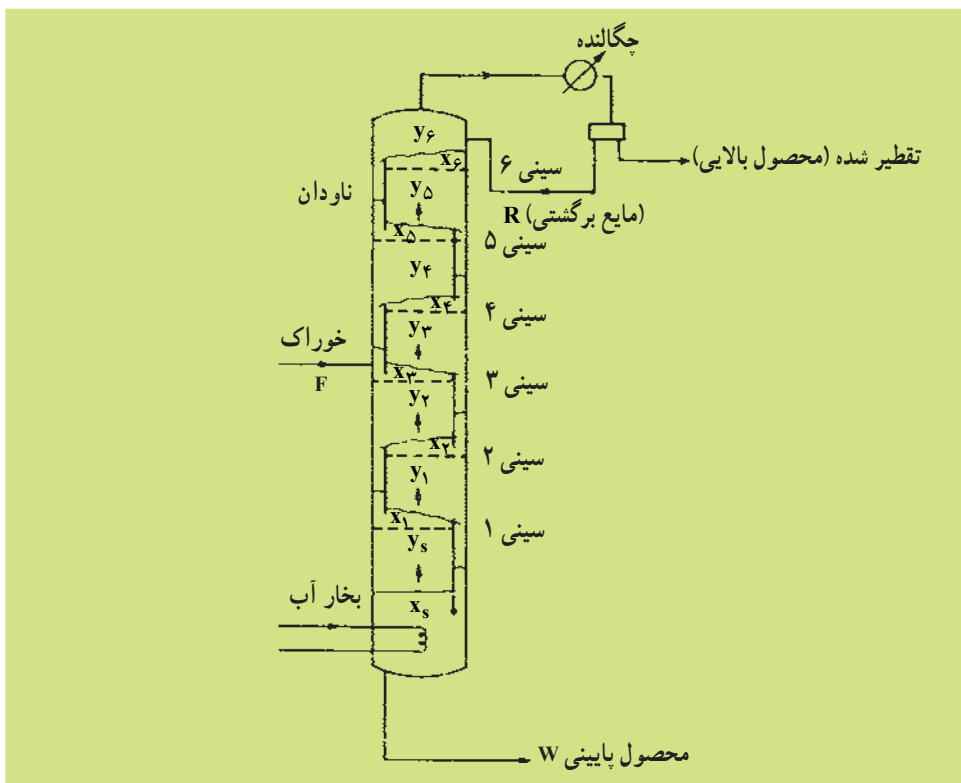 چگالنده
y۶
x۶
سینی ۶
تقطیر شده (محصول بالایی)
ناودان
y۵
R (مایع برگشتی)
x۵
سینی ۵
y۴
x۴
سینی ۴
خوراک
y۳
F
x۳
سینی ۳
y۲
x۲
سینی ۲
y۱
x۱
سینی ۱
ys
بخار آب
xs
محصول پایینی W